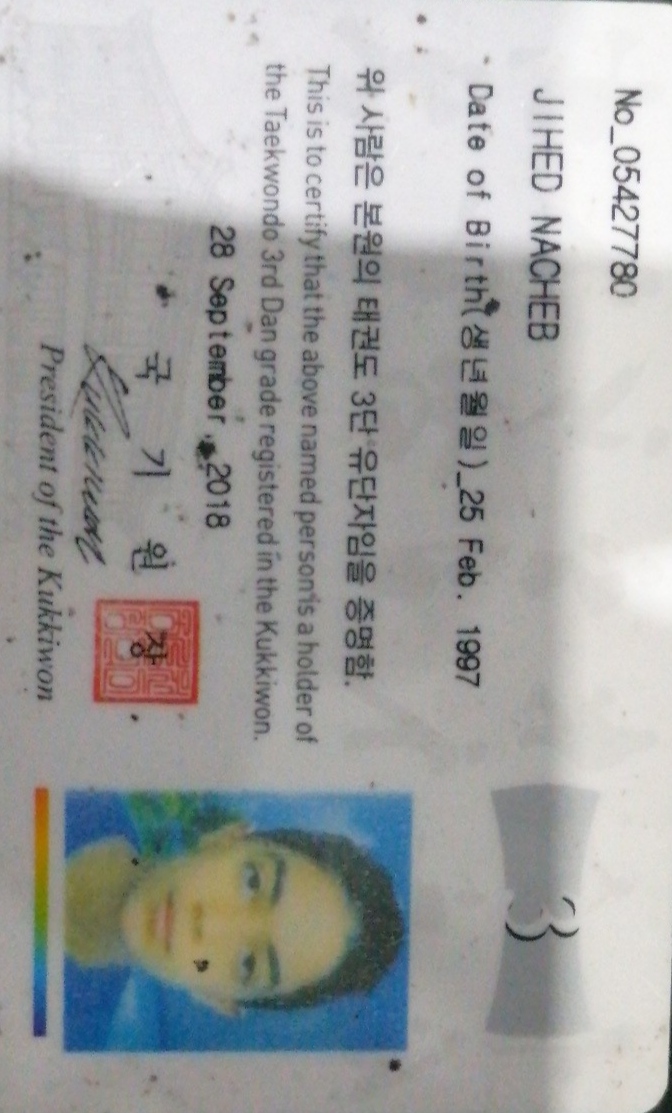 No_05427780
JIHED NACHEB
Date of Birth(생년월일)_25 Feb. 1997
위 사람은 본원의 태권도 3단 유단자임을 증명함.
This is to certify that the above named person is a holder of
the Taekwondo 3rd Dan grade registered in the Kukkiwon.
28 September, 2018
국 기 원 장
President of the Kukkiwon
3